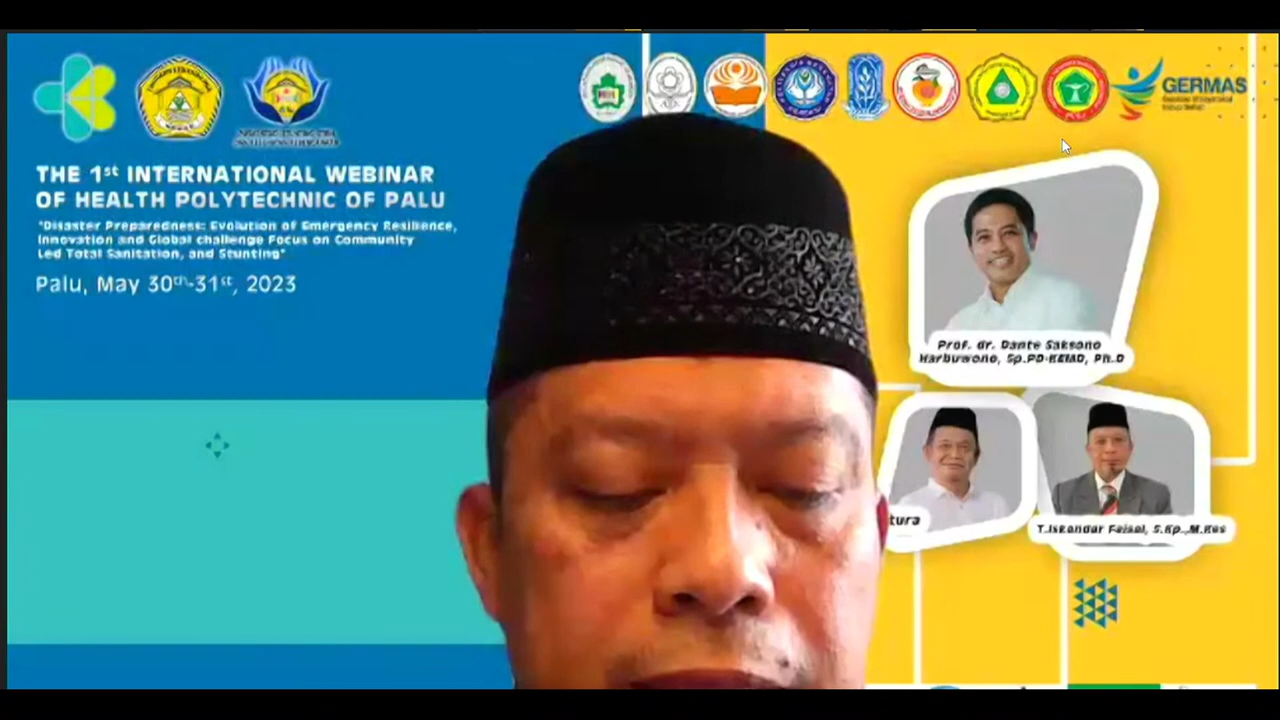 THE 1st INTERNATIONAL WEBINAR
OF HEALTH POLYTECHNIC OF PALU
"Disaster Preparedness: Evolution of Emergency Resilience,
Innovation and Global challenge Focus on Community
Led Total Sanitation, and Stunting"
Palu, May 30th-31st, 2023
GERMAS
Prof. dr. Dante Saksono
Harbuwono, Sp.PD-KEMD, Ph.D
tura
T.Iskandar Faisal, S.Kp.,M.Kes